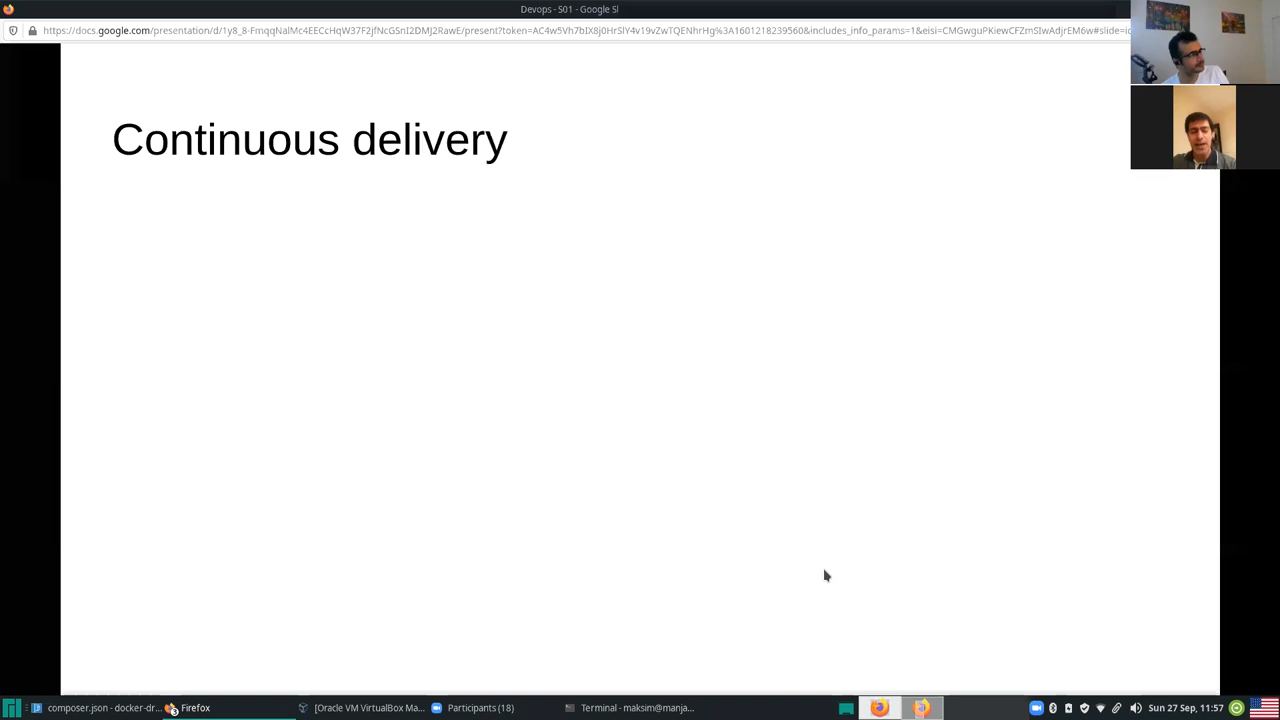 Devops - S01 - Google Sl
Continuous delivery
composer.json - docker-dr...
Firefox
[Oracle VM VirtualBox Ma...
Participants (18)
Terminal - maksim@manja...
Sun 27 Sep, 11:57